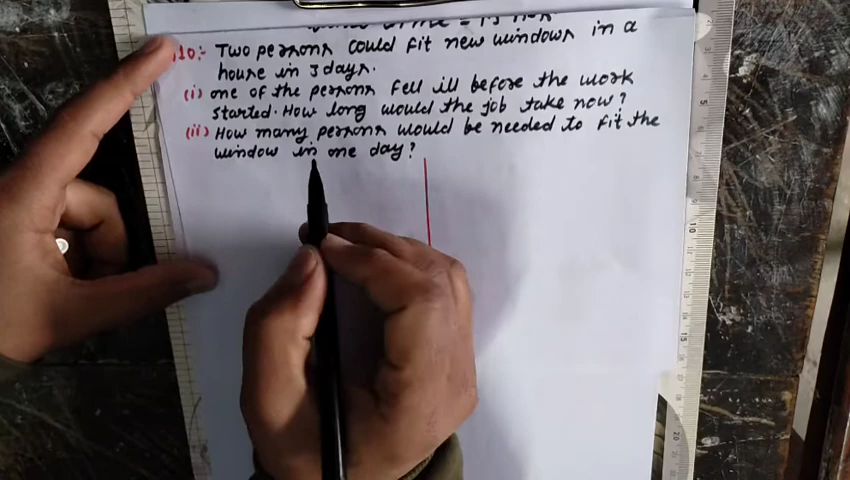 10:- Two persons could fit new windows in a
house in 3 days.
(i) one of the persons fell ill before the work
started. How long would the job take now?
(ii) How many persons would be needed to fit the
window in one day?